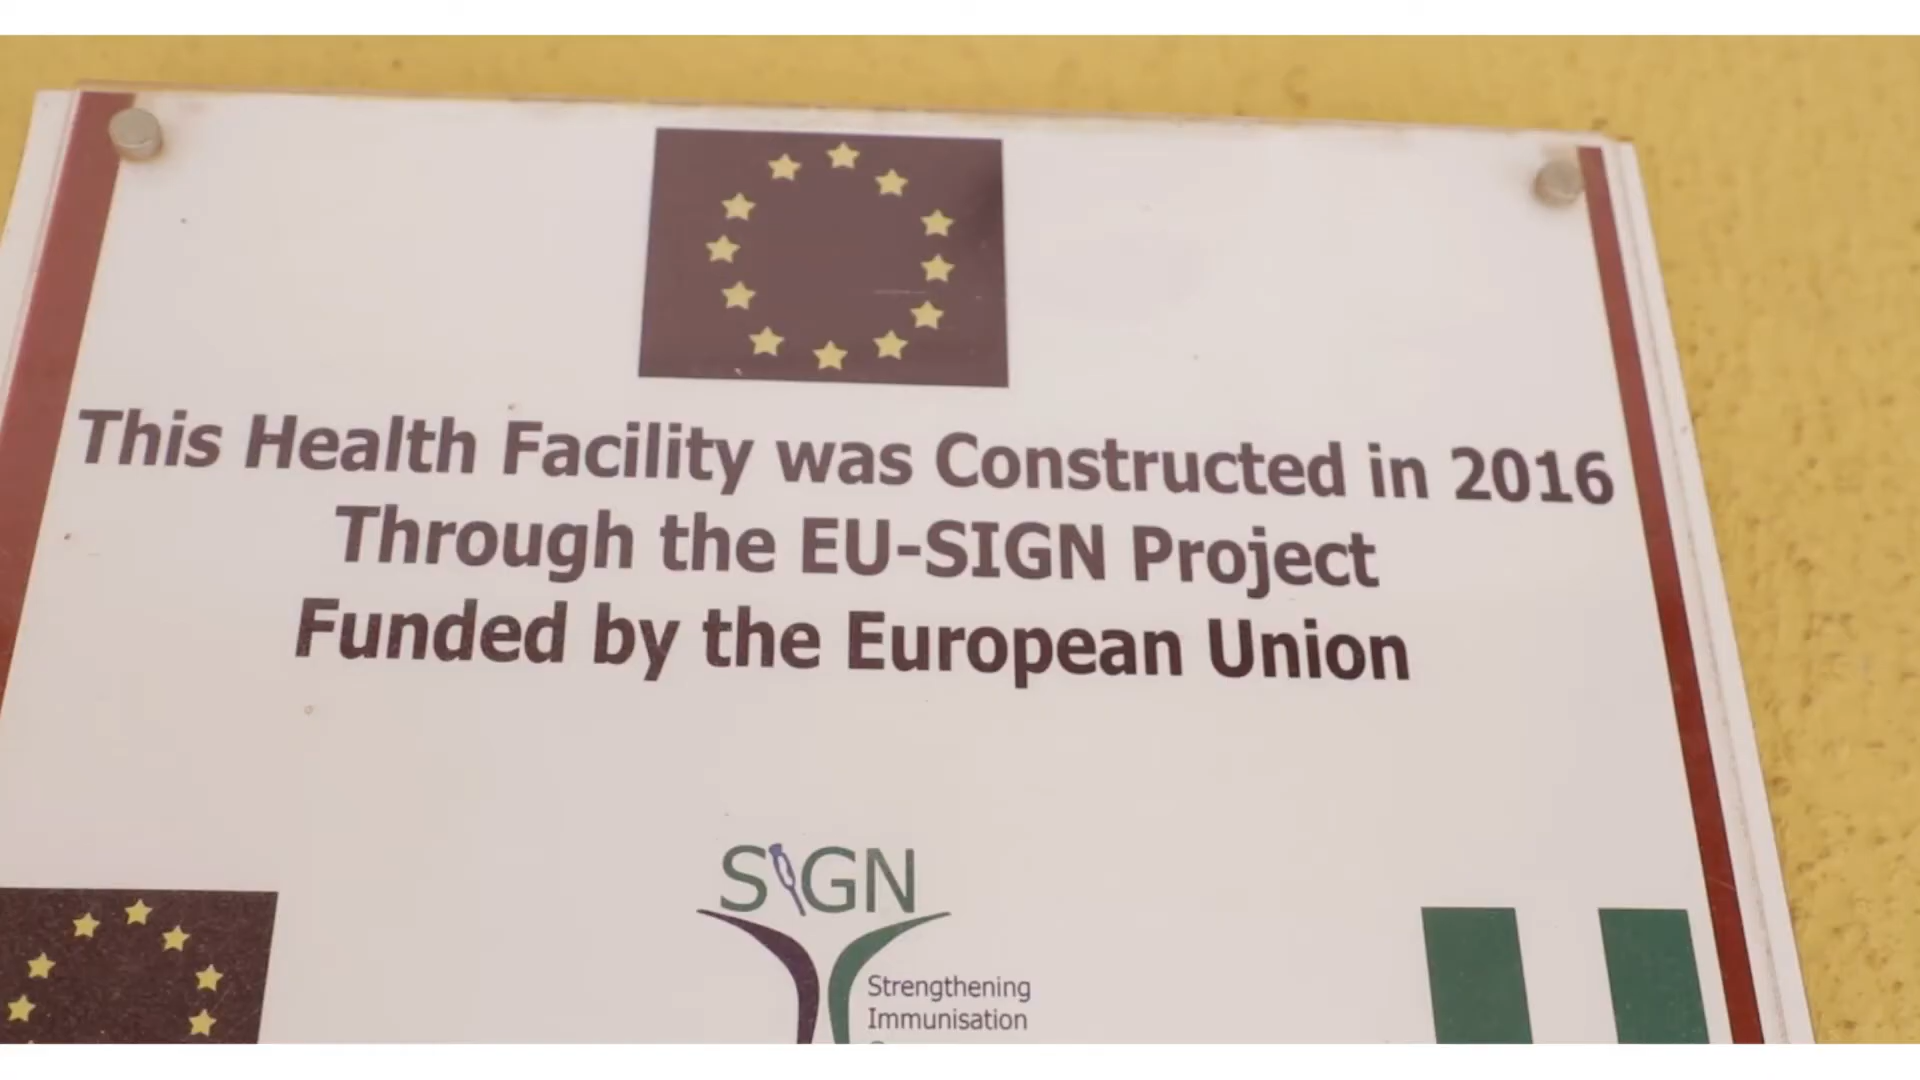 This Health Facility was Constructed in 2016
Through the EU-SIGN Project
Funded by the European Union
SIGN
Strengthening
Immunisation